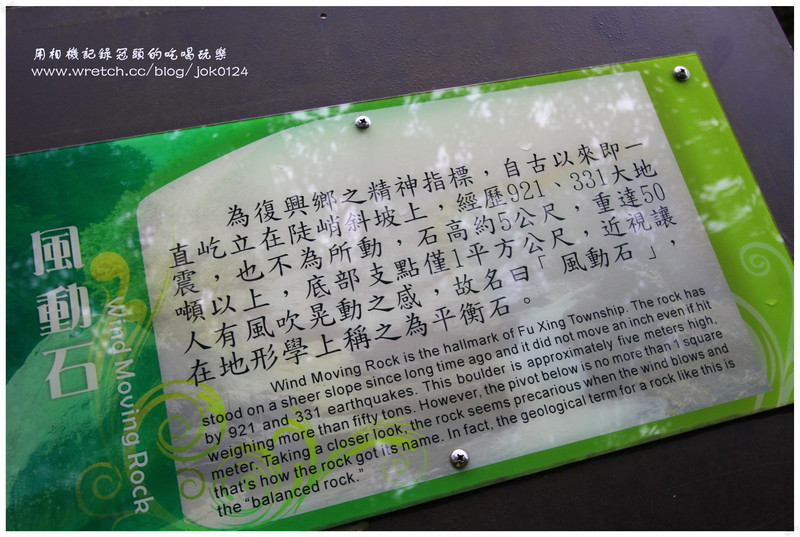 用相機記錄冠頭的吃喝玩樂
www.wretch.cc/blog/jok0124
風動石
Wind Moving Rock
為復興鄉之精神指標，自古以來即一
直屹立在陡峭斜坡上，經歷921、331大地
震，也不為所動，石高約5公尺，重達50
噸以上，底部支點僅1平方公尺，近視讓
人有風吹晃動之感，故名曰「風動石」，
在地形學上稱之為平衡石。
Wind Moving Rock is the hallmark of Fu Xing Township. The rock has
stood on a sheer slope since long time ago and it did not move an inch even if hit
by 921 and 331 earthquakes. This boulder is approximately five meters high,
weighing more than fifty tons. However, the pivot below is no more than 1 square
meter. Taking a closer look, the rock seems precarious when the wind blows and
that's how the rock got its name. In fact, the geological term for a rock like this is
the “balanced rock.”